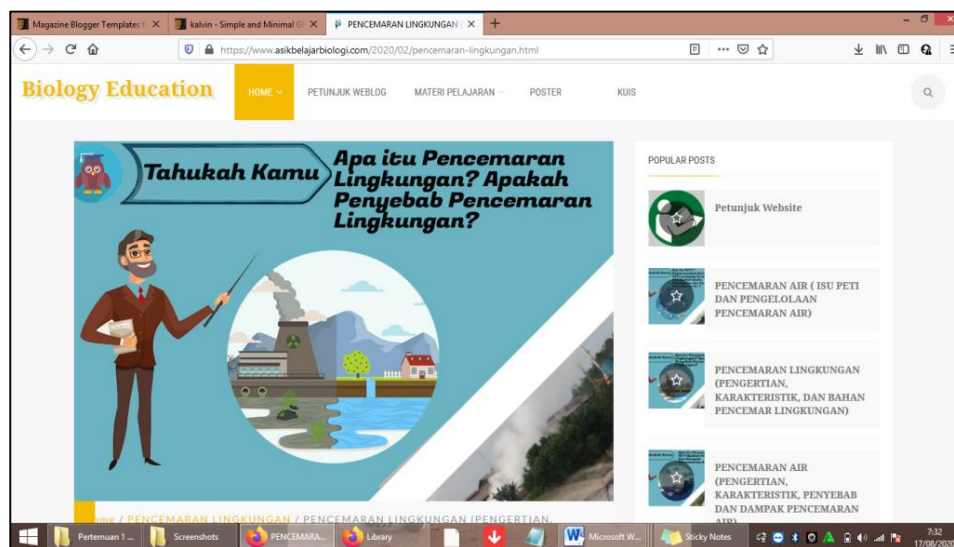 Magazine Blogger Templates
kalvin - Simple and Minimal
PENCEMARAN LINGKUNGAN
https://www.asikbelajarbiologi.com/2020/02/pencemaran-lingkungan.html
Biology Education
HOME
PETUNJUK WEBLOG
MATERI PELAJARAN
POSTER
KUIS
Tahukah Kamu
Apa itu Pencemaran
Lingkungan? Apakah
Penyebab Pencemaran
Lingkungan?
POPULAR POSTS
Petunjuk Website
PENCEMARAN AIR ( ISU PETI
DAN PENGELOLAAN
PENCEMARAN AIR)
PENCEMARAN LINGKUNGAN
(PENGERTIAN,
KARAKTERISTIK, DAN BAHAN
PENCEMAR LINGKUNGAN)
PENCEMARAN AIR
(PENGERTIAN,
KARAKTERISTIK, PENYEBAB
DAN DAMPAK PENCEMARAN
AIR)
Home / PENCEMARAN LINGKUNGAN / PENCEMARAN LINGKUNGAN (PENGERTIAN,
Pertemuan 1 ...
Screenshots
PENCEMARA...
Library
Microsoft W...
Sticky Notes
7:32
17/08/2020